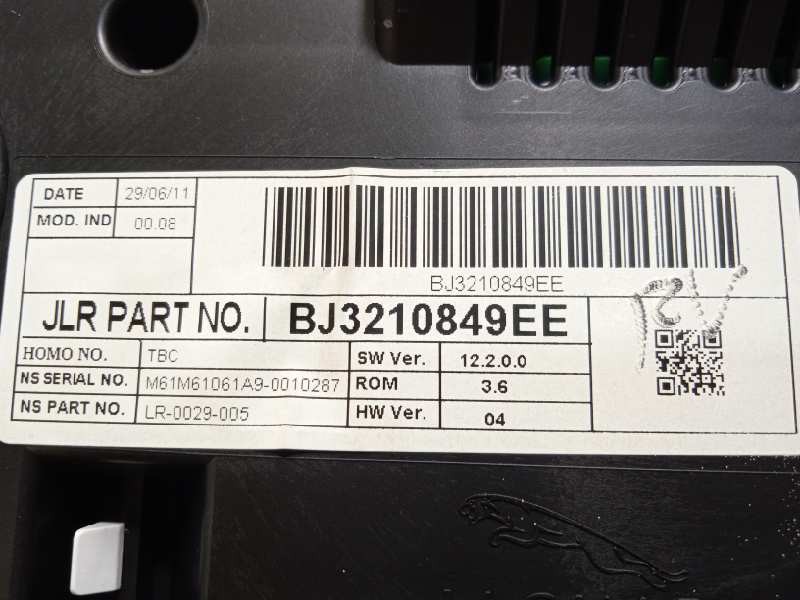 DATE 29/06/11
MOD. IND 00.08
BJ3210849EE
JLR PART NO. BJ3210849EE
HOMO NO. TBC SW Ver. 12.2.0.0
NS SERIAL NO. M61M61061A9-0010287 ROM 3.6
NS PART NO. LR-0029-005 HW Ver. 04